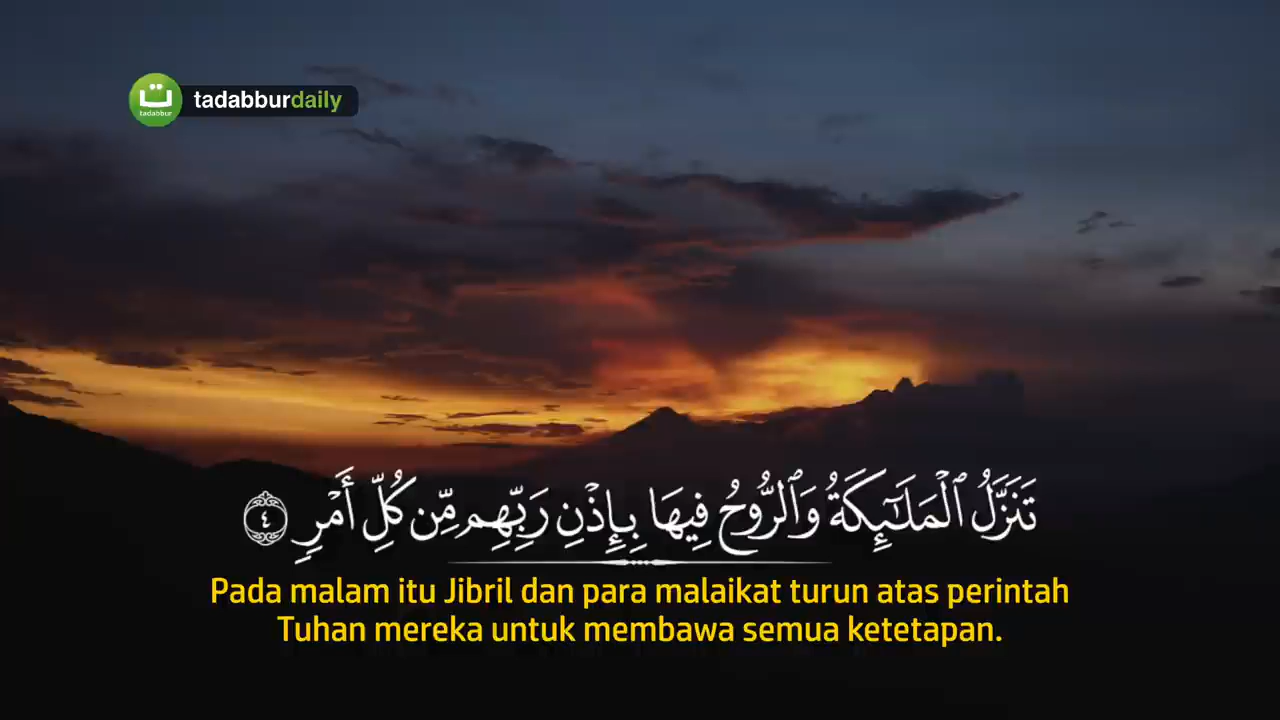 ت
tadabbur
tadabburdaily
تَنَزَّلُ ٱلْمَلَـٰٓئِكَةُ وَٱلرُّوحُ فِيهَا بِإِذْنِ رَبِّهِم مِّن كُلِّ أَمْرٍ ٤
Pada malam itu Jibril dan para malaikat turun atas perintah
Tuhan mereka untuk membawa semua ketetapan.